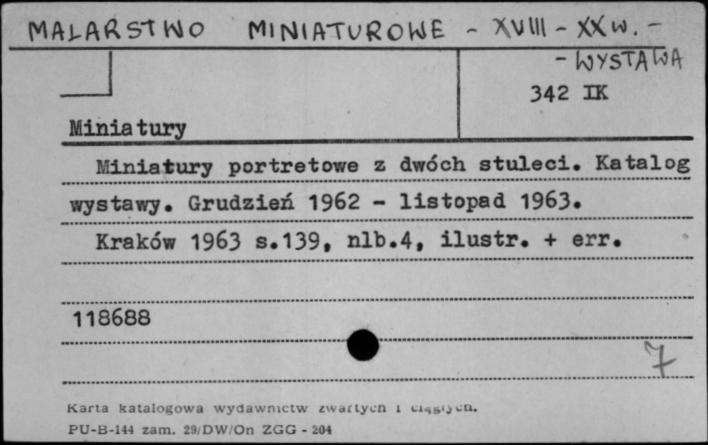 MALARSTWO MINIATUROWE - XVIII - XX w. -
- WYSTAWA
342 IK
Miniatury
Miniatury portretowe z dwóch stuleci. Katalog
wystawy. Grudzień 1962 - listopad 1963.
Kraków 1963 s.139, nlb.4, ilustr. + err.
118688
7
Karta katalogowa wydawnictw zwartych i ciągłych.
PU-B-144 zam. 29/DW/On ZGG - 204